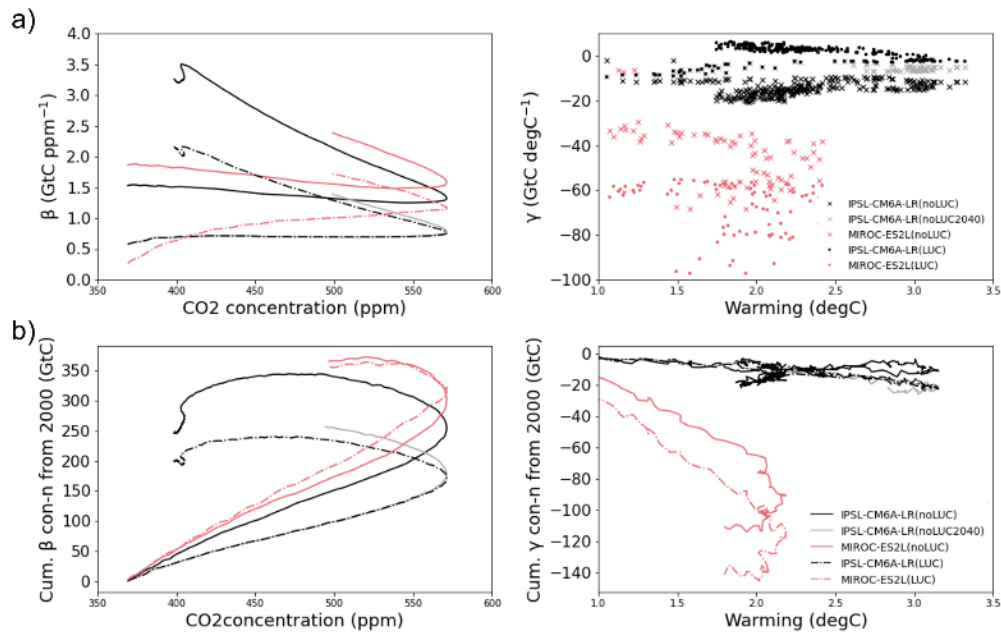 a)
4.0
3.5
3.0
2.5
2.0
1.5
1.0
0.5
0.0
β (GtC ppm⁻¹)
350 400 450 500 550 600
CO2 concentration (ppm)
0
−20
−40
−60
−80
−100
γ (GtC degC⁻¹)
IPSL-CM6A-LR(noLUC)
IPSL-CM6A-LR(noLUC2040)
MIROC-ES2L(noLUC)
IPSL-CM6A-LR(LUC)
MIROC-ES2L(LUC)
1.0 1.5 2.0 2.5 3.0 3.5
Warming (degC)
b)
350
300
250
200
150
100
50
0
Cum. β con-n from 2000 (GtC)
350 400 450 500 550 600
CO2concentration (ppm)
0
−20
−40
−60
−80
−100
−120
−140
Cum. γ con-n from 2000 (GtC)
IPSL-CM6A-LR(noLUC)
IPSL-CM6A-LR(noLUC2040)
MIROC-ES2L(noLUC)
IPSL-CM6A-LR(LUC)
MIROC-ES2L(LUC)
1.0 1.5 2.0 2.5 3.0 3.5
Warming (degC)